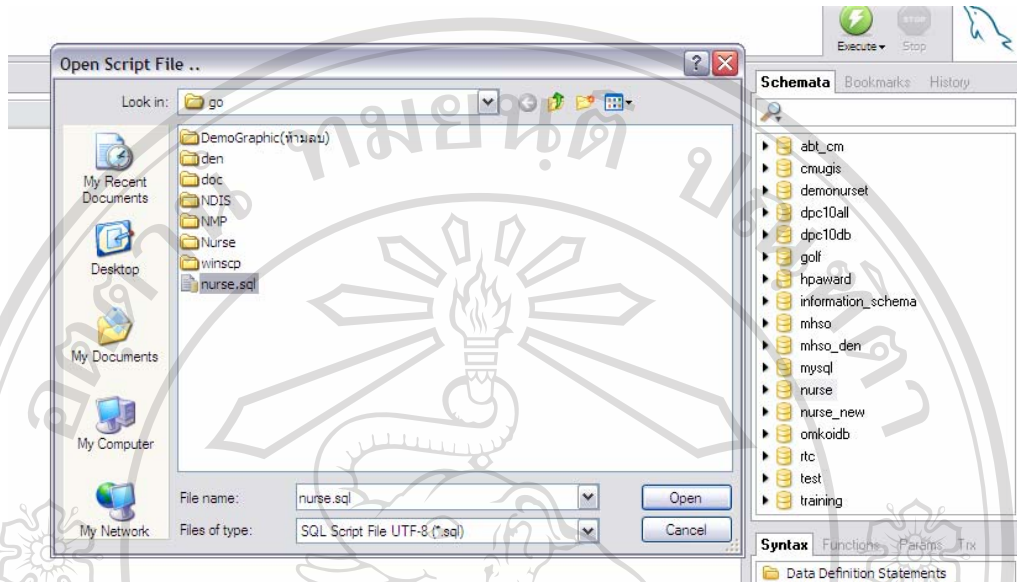 STOP
Execute
Stop
Open Script File ..
Look in:
go
DemoGraphic(ห้ามลบ)
den
doc
NDIS
NMP
Nurse
winscp
nurse.sql
My Recent
Documents
Desktop
My Documents
My Computer
My Network
File name:
nurse.sql
Open
Files of type:
SQL Script File UTF-8 (*.sql)
Cancel
Schemata
Bookmarks
History
abt_cm
cmugis
demonurset
dpc10all
dpc10db
golf
hpaward
information_schema
mhso
mhso_den
mysql
nurse
nurse_new
omkoidb
rtc
test
training
Syntax
Functions
Params
Trx
Data Definition Statements